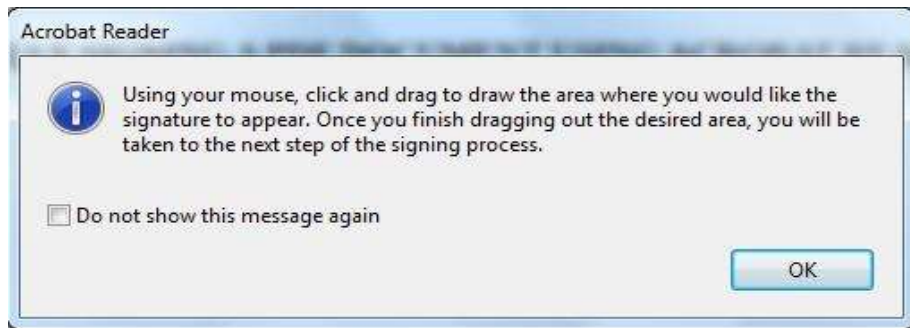 Acrobat Reader
Using your mouse, click and drag to draw the area where you would like the
signature to appear. Once you finish dragging out the desired area, you will be
taken to the next step of the signing process.
Do not show this message again
OK